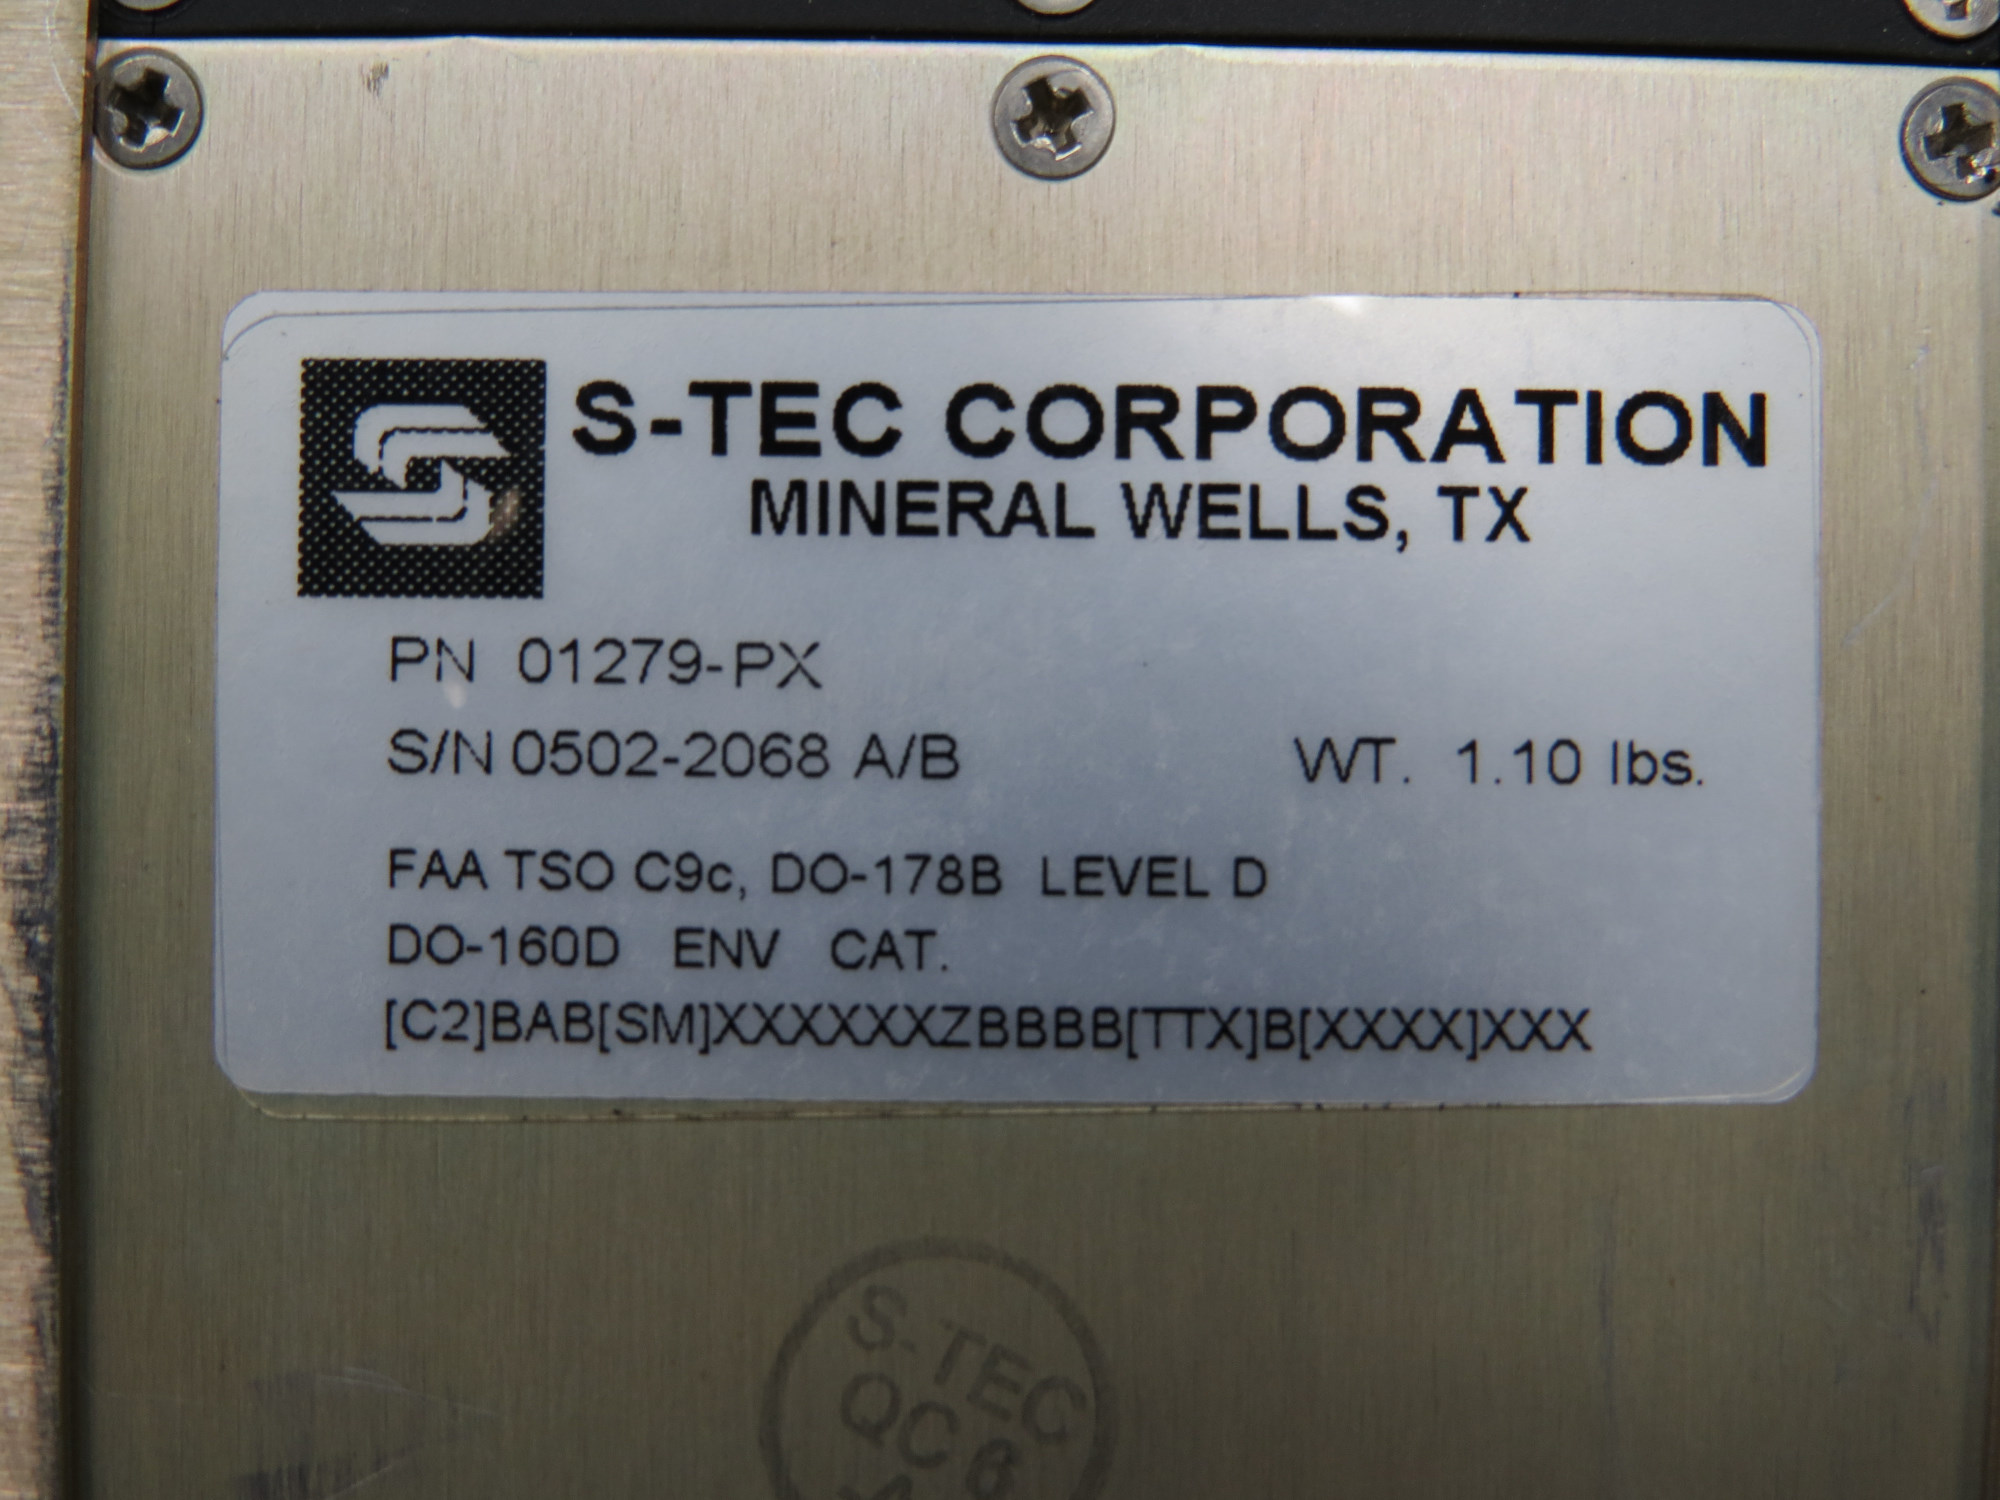 S-TEC CORPORATION
MINERAL WELLS, TX
PN 01279-PX
S/N 0502-2068 A/B WT. 1.10 lbs.
FAA TSO C9c, DO-178B LEVEL D
DO-160D ENV CAT.
[C2]BAB[SM]XXXXXXZBBBB[TTX]B[XXXX]XXX
S-TEC
QC 6